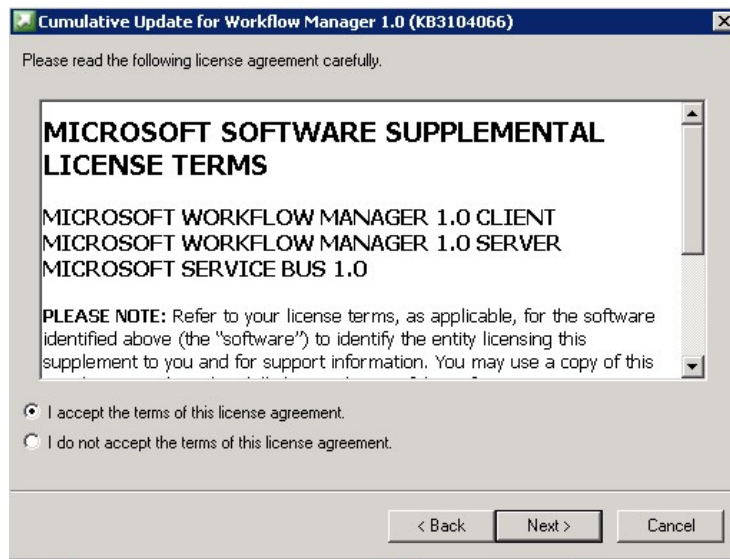 Cumulative Update for Workflow Manager 1.0 (KB3104066)
Please read the following license agreement carefully.
MICROSOFT SOFTWARE SUPPLEMENTAL
LICENSE TERMS
MICROSOFT WORKFLOW MANAGER 1.0 CLIENT
MICROSOFT WORKFLOW MANAGER 1.0 SERVER
MICROSOFT SERVICE BUS 1.0
PLEASE NOTE: Refer to your license terms, as applicable, for the software
identified above (the "software") to identify the entity licensing this
supplement to you and for support information. You may use a copy of this
I accept the terms of this license agreement.
I do not accept the terms of this license agreement.
< Back Next > Cancel